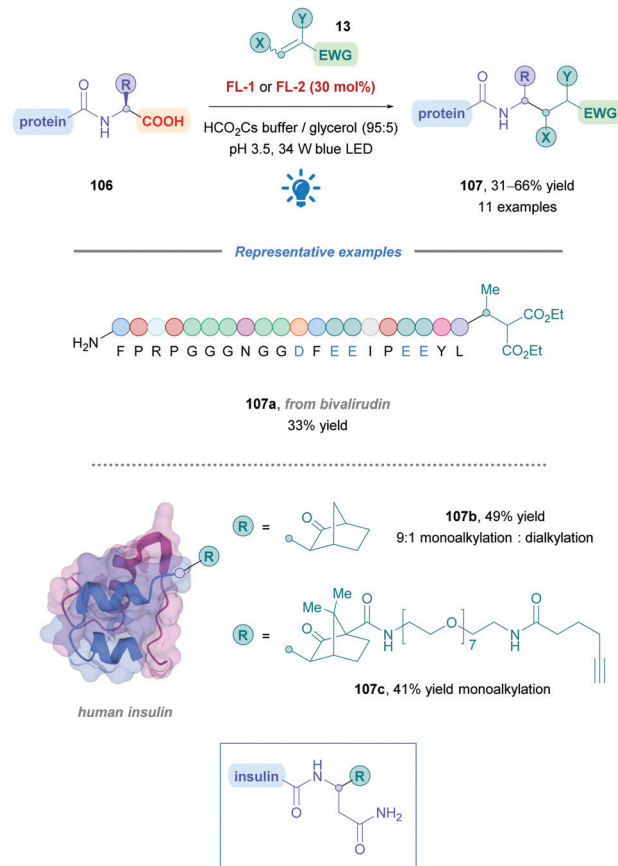 Y
X
13
EWG
FL-1 or FL-2 (30 mol%)
HCO2Cs buffer / glycerol (95:5)
pH 3.5, 34 W blue LED
protein
O
N
H
R
COOH
106
protein
O
N
H
R
Y
X
EWG
107, 31–66% yield
11 examples
Representative examples
Me
CO2Et
CO2Et
H2N
F P R P G G G N G G D F E E I P E E Y L
107a, from bivalirudin
33% yield
R
R =
O
107b, 49% yield
9:1 monoalkylation : dialkylation
R =
Me
Me
O
O
N
H
O
7
H
N
O
107c, 41% yield monoalkylation
human insulin
insulin
H
N
R
O
NH2
O